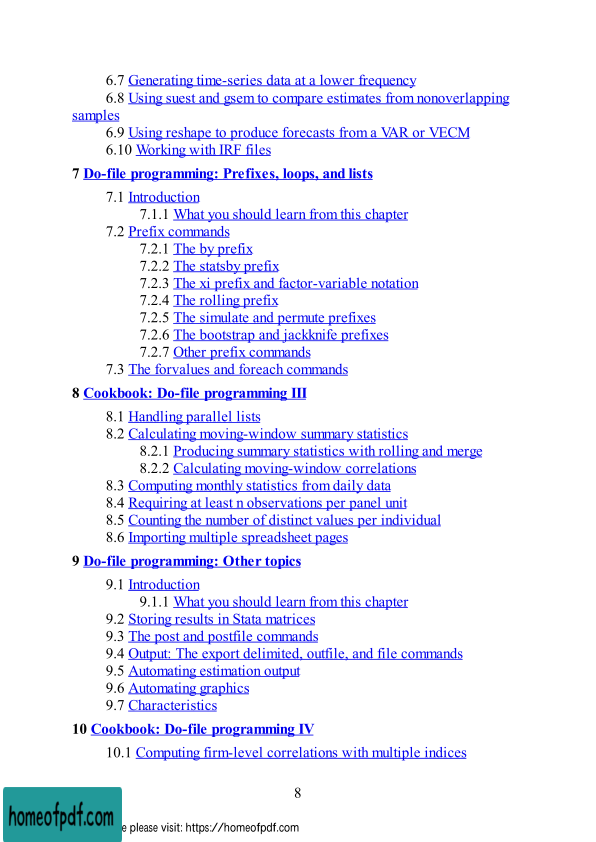 6.7 Generating time-series data at a lower frequency
6.8 Using suest and gsem to compare estimates from nonoverlapping
samples
6.9 Using reshape to produce forecasts from a VAR or VECM
6.10 Working with IRF files
7 Do-file programming: Prefixes, loops, and lists
7.1 Introduction
7.1.1 What you should learn from this chapter
7.2 Prefix commands
7.2.1 The by prefix
7.2.2 The statsby prefix
7.2.3 The xi prefix and factor-variable notation
7.2.4 The rolling prefix
7.2.5 The simulate and permute prefixes
7.2.6 The bootstrap and jackknife prefixes
7.2.7 Other prefix commands
7.3 The forvalues and foreach commands
8 Cookbook: Do-file programming III
8.1 Handling parallel lists
8.2 Calculating moving-window summary statistics
8.2.1 Producing summary statistics with rolling and merge
8.2.2 Calculating moving-window correlations
8.3 Computing monthly statistics from daily data
8.4 Requiring at least n observations per panel unit
8.5 Counting the number of distinct values per individual
8.6 Importing multiple spreadsheet pages
9 Do-file programming: Other topics
9.1 Introduction
9.1.1 What you should learn from this chapter
9.2 Storing results in Stata matrices
9.3 The post and postfile commands
9.4 Output: The export delimited, outfile, and file commands
9.5 Automating estimation output
9.6 Automating graphics
9.7 Characteristics
10 Cookbook: Do-file programming IV
10.1 Computing firm-level correlations with multiple indices
8
homeofpdf.com
e please visit: https://homeofpdf.com